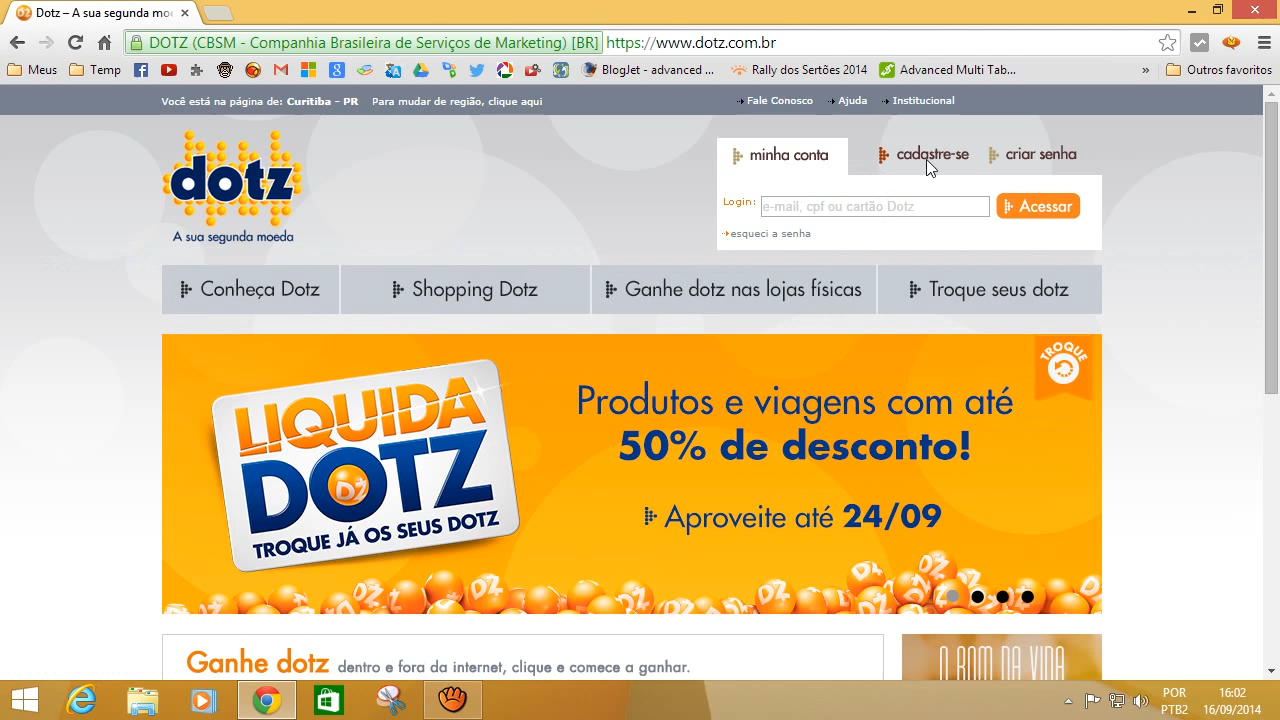 Dotz – A sua segunda moe
DOTZ (CBSM - Companhia Brasileira de Serviços de Marketing) [BR] https://www.dotz.com.br
Meus Temp BlogJet - advanced ... Rally dos Sertões 2014 Advanced Multi Tab... » Outros favoritos
Você está na página de: Curitiba - PR Para mudar de região, clique aqui Fale Conosco Ajuda Institucional
minha conta cadastre-se criar senha
dotz
A sua segunda moeda
Login: e-mail, cpf ou cartão Dotz Acessar
esqueci a senha
Conheça Dotz Shopping Dotz Ganhe dotz nas lojas físicas Troque seus dotz
TROQUE
LIQUIDA
DOTZ
TROQUE JÁ OS SEUS DOTZ
Produtos e viagens com até
50% de desconto!
Aproveite até 24/09
Ganhe dotz dentro e fora da internet, clique e comece a ganhar.
O BOM DA VIDA
POR 16:02
PTB2 16/09/2014